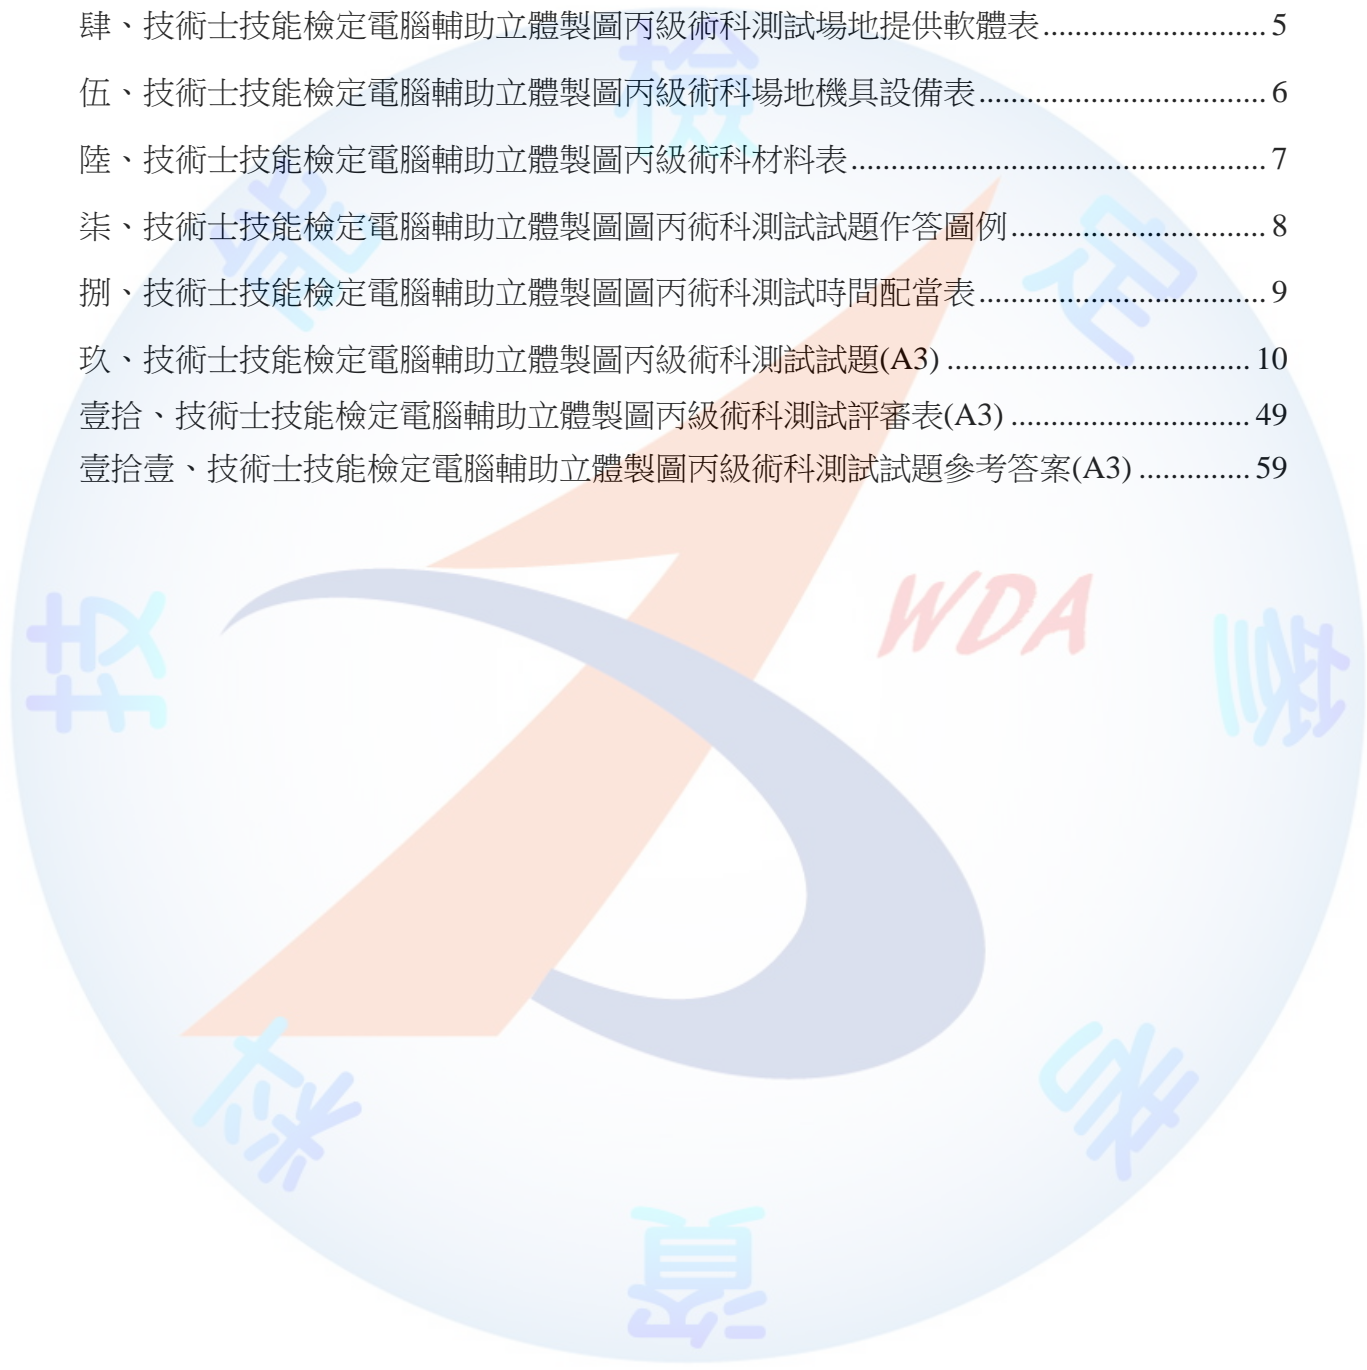 肆、技術士技能檢定電腦輔助立體製圖丙級術科測試場地提供軟體表............................ 5
伍、技術士技能檢定電腦輔助立體製圖丙級術科場地機具設備表.................................... 6
陸、技術士技能檢定電腦輔助立體製圖丙級術科材料表.................................................... 7
柒、技術士技能檢定電腦輔助立體製圖圖丙術科測試試題作答圖例................................ 8
捌、技術士技能檢定電腦輔助立體製圖圖丙術科測試時間配當表.................................... 9
玖、技術士技能檢定電腦輔助立體製圖丙級術科測試試題(A3) ...................................... 10
壹拾、技術士技能檢定電腦輔助立體製圖丙級術科測試評審表(A3) .............................. 49
壹拾壹、技術士技能檢定電腦輔助立體製圖丙級術科測試試題參考答案(A3) .............. 59
技能檢定參考資料
WDA